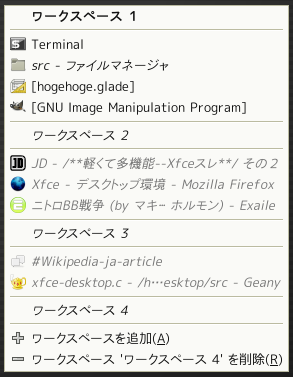 ワークスペース 1
Terminal
src - ファイルマネージャ
[hogehoge.glade]
[GNU Image Manipulation Program]
ワークスペース 2
JD - /**軽くて多機能--Xfceスレ**/ その2
Xfce - デスクトップ環境 - Mozilla Firefox
ニトロBB戦争 (by マキ− ホルモン) - Exaile
ワークスペース 3
#Wikipedia-ja-article
xfce-desktop.c - /h⋯esktop/src - Geany
ワークスペース 4
ワークスペースを追加(A)
ワークスペース 'ワークスペース 4' を削除(R)